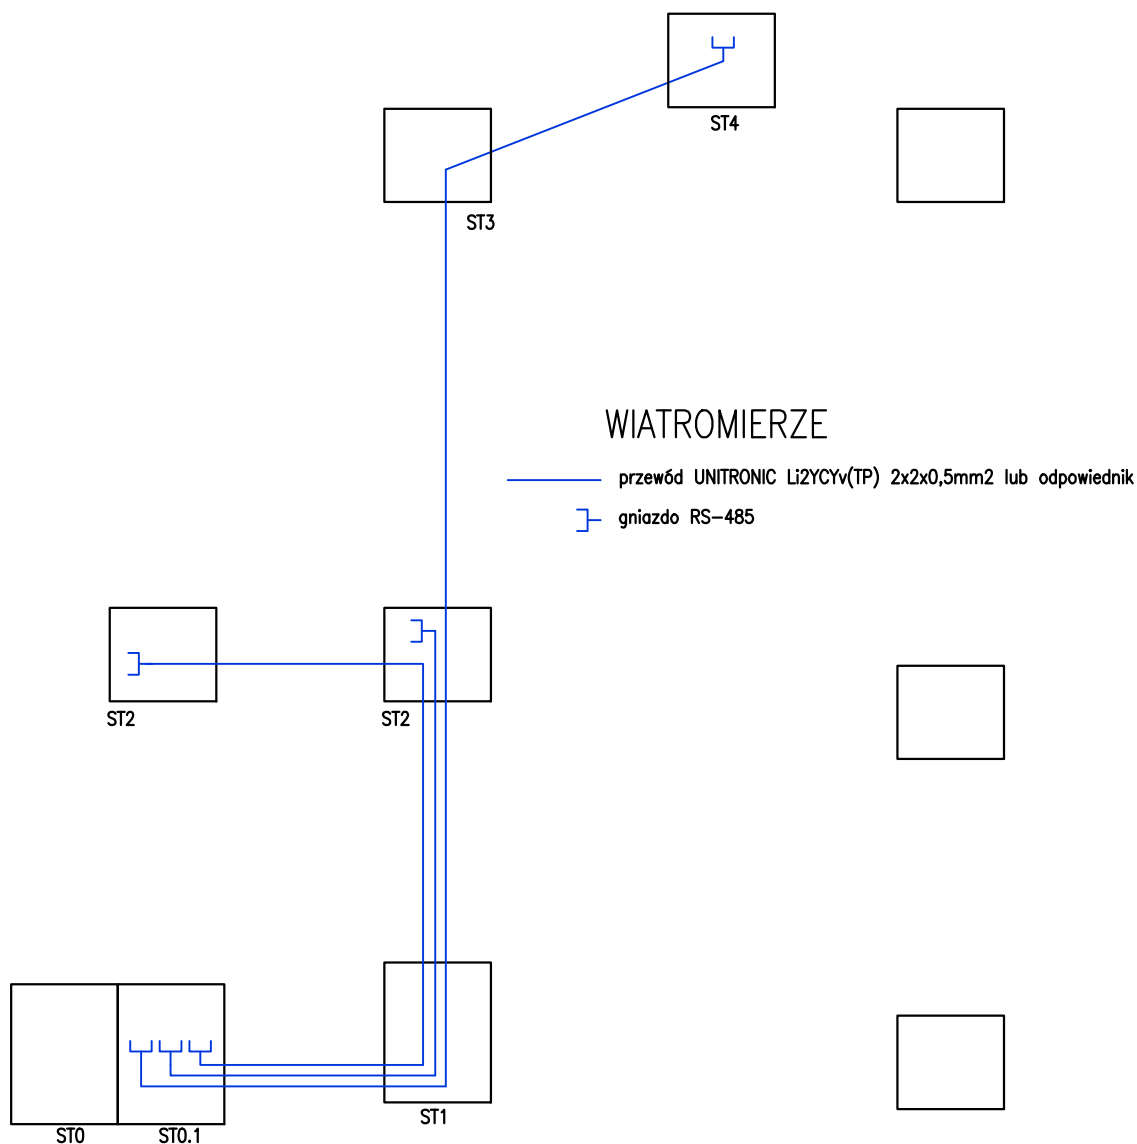 ST4
ST3
WIATROMIERZE
przewód UNITRONIC Li2YCYv(TP) 2x2x0,5mm2 lub odpowiednik
gniazdo RS-485
ST2
ST2
ST1
ST0
ST0.1